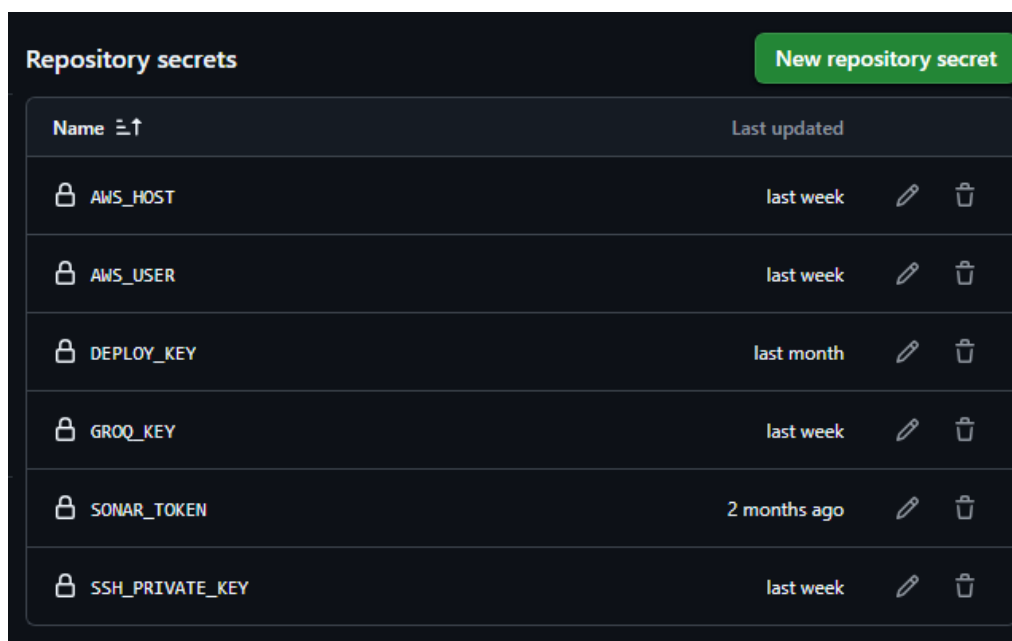 Repository secrets
New repository secret
Name
Last updated
AWS_HOST
last week
AWS_USER
last week
DEPLOY_KEY
last month
GROQ_KEY
last week
SONAR_TOKEN
2 months ago
SSH_PRIVATE_KEY
last week